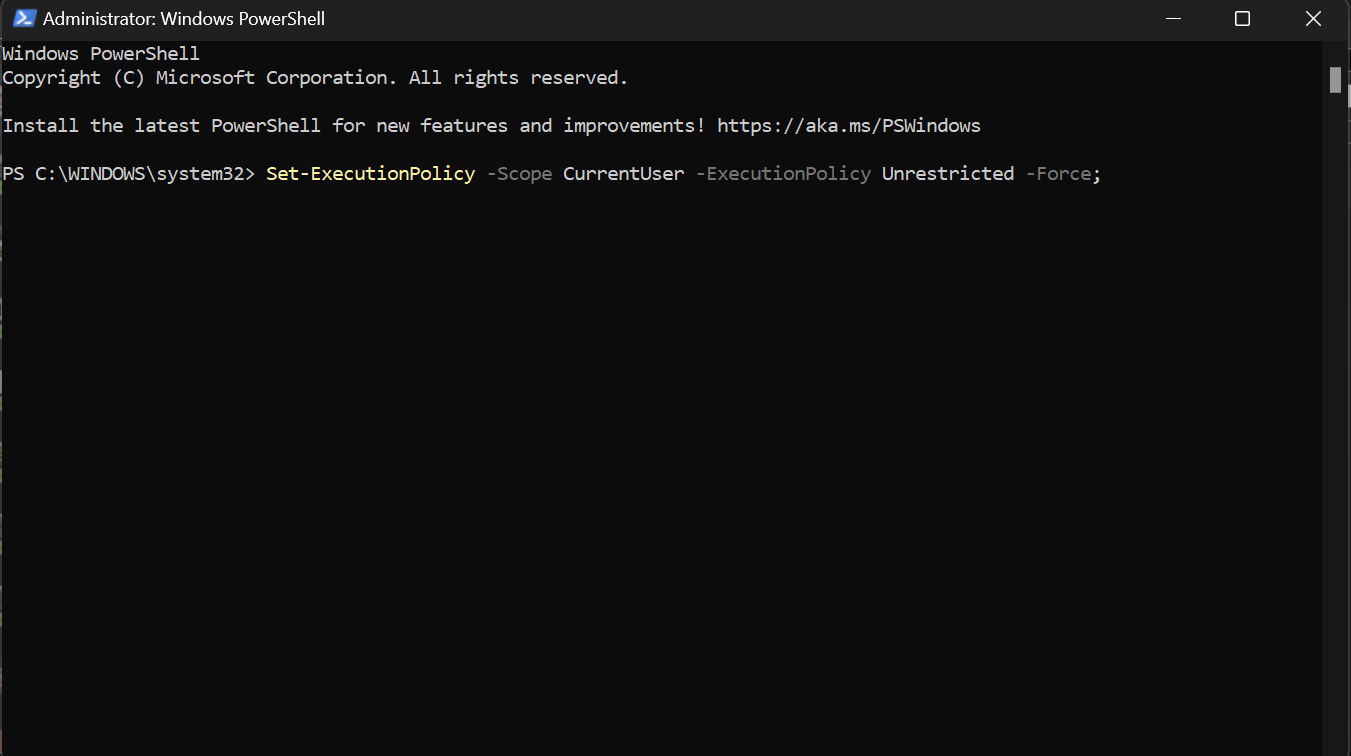 Administrator: Windows PowerShell
Windows PowerShell
Copyright (C) Microsoft Corporation. All rights reserved.
Install the latest PowerShell for new features and improvements! https://aka.ms/PSWindows
PS C:\WINDOWS\system32> Set-ExecutionPolicy -Scope CurrentUser -ExecutionPolicy Unrestricted -Force;